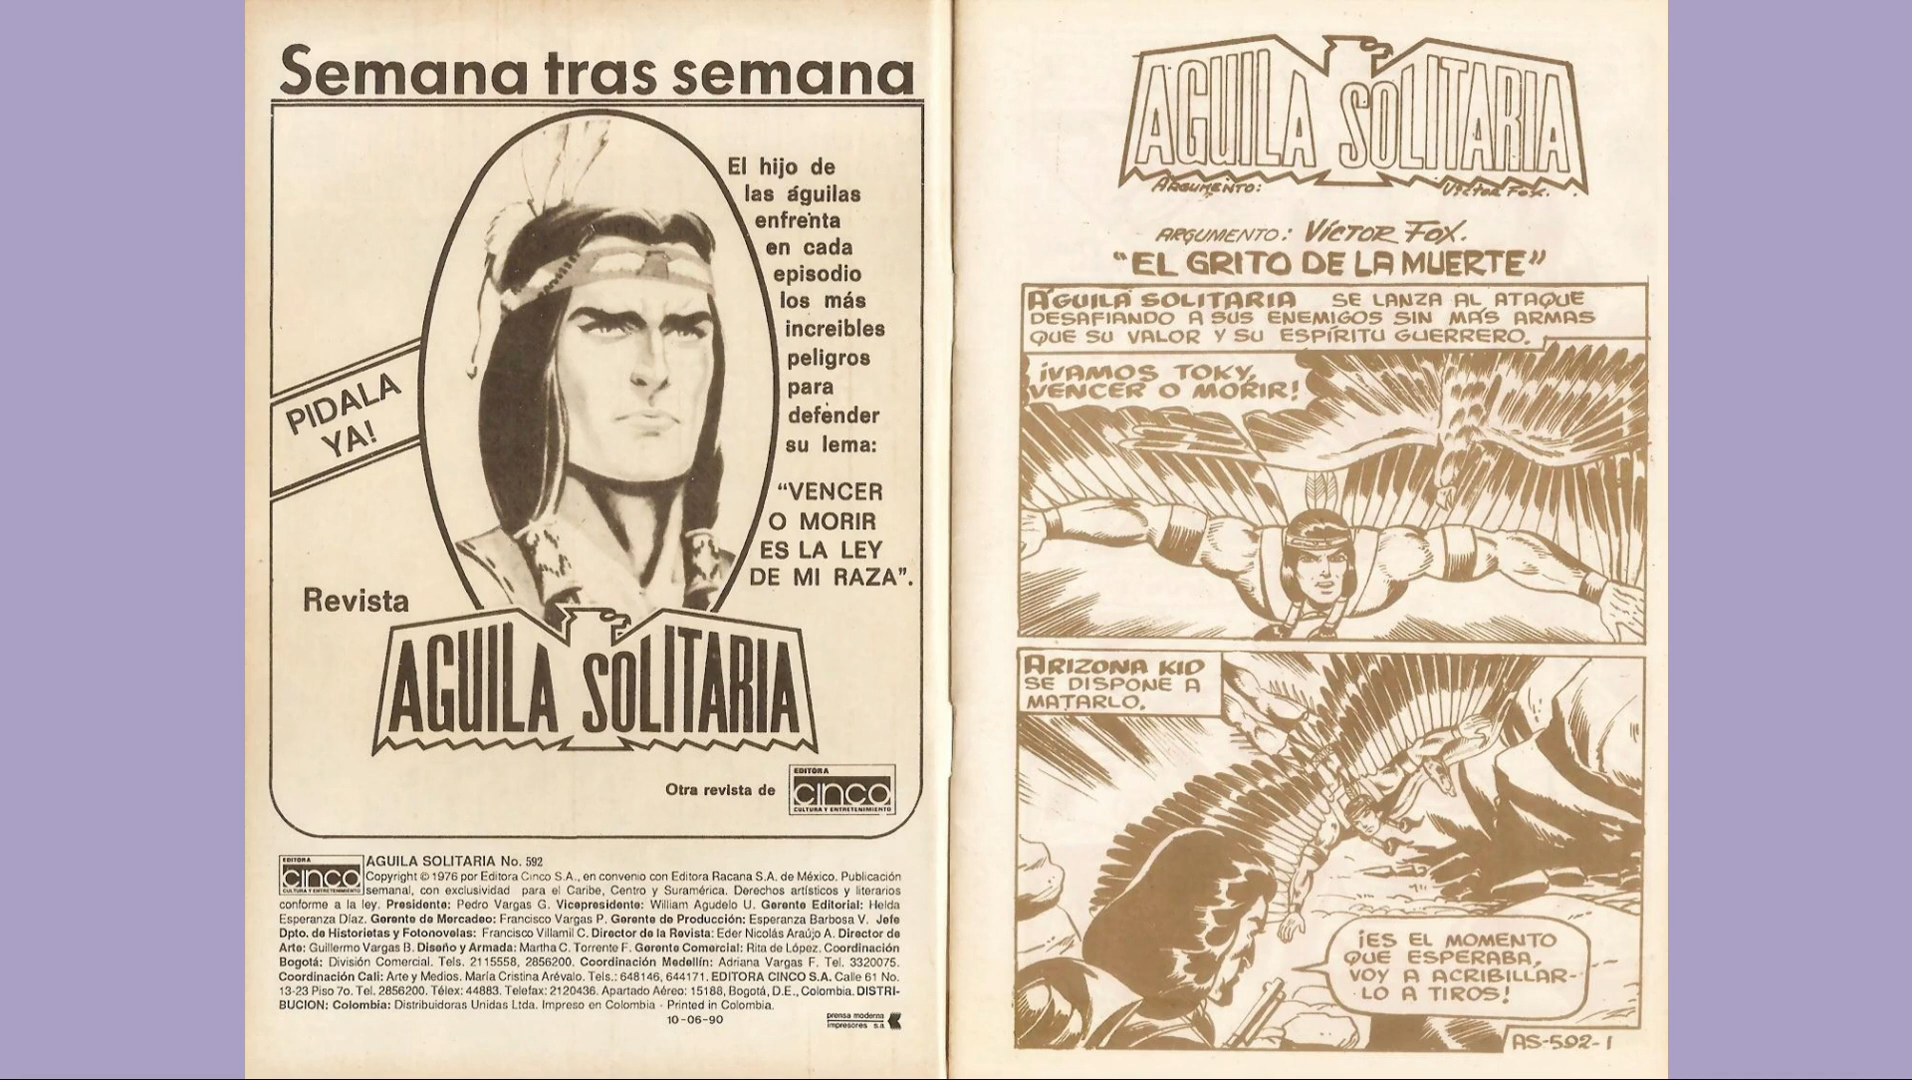 Semana tras semana
El hijo de
las águilas
enfrenta
en cada
episodio
los más
increibles
peligros
para
defender
su lema:
"VENCER
O MORIR
ES LA LEY
DE MI RAZA".
PIDALA
YA!
Revista
AGUILA SOLITARIA
Otra revista de
EDITORA
CINCO
CULTURA Y ENTRETENIMIENTO
EDITORA
CINCO
CULTURA Y ENTRETENIMIENTO
AGUILA SOLITARIA No. 592
Copyright © 1976 por Editora Cinco S.A., en convenio con Editora Racana S.A. de México. Publicación
semanal, con exclusividad para el Caribe, Centro y Suramérica. Derechos artísticos y literarios
conforme a la ley. Presidente: Pedro Vargas G. Vicepresidente: William Agudelo U. Gerente Editorial: Helda
Esperanza Díaz. Gerente de Mercadeo: Francisco Vargas P. Gerente de Producción: Esperanza Barbosa V. Jefe
Dpto. de Historietas y Fotonovelas: Francisco Villamil C. Director de la Revista: Eder Nicolás Araújo A. Director de
Arte: Guillermo Vargas B. Diseño y Armada: Martha C. Torrente F. Gerente Comercial: Rita de López. Coordinación
Bogotá: División Comercial. Tels. 2115558, 2856200. Coordinación Medellín: Adriana Vargas F. Tel. 3320075.
Coordinación Cali: Arte y Medios. María Cristina Arévalo. Tels.: 648146, 644171. EDITORA CINCO S.A. Calle 61 No.
13-23 Piso 7o. Tel. 2856200. Télex: 44883. Telefax: 2120436. Apartado Aéreo: 15188, Bogotá, D.E., Colombia. DISTRI-
BUCION: Colombia: Distribuidoras Unidas Ltda. Impreso en Colombia - Printed in Colombia.
10-06-90
prensa moderna
impresores s.a
AGUILA SOLITARIA
ARGUMENTO: VICTOR FOX.
ARGUMENTO: VÍCTOR FOX.
"EL GRITO DE LA MUERTE"
ÁGUILA SOLITARIA SE LANZA AL ATAQUE
DESAFIANDO A SUS ENEMIGOS SIN MÁS ARMAS
QUE SU VALOR Y SU ESPÍRITU GUERRERO.
¡VAMOS TOKY,
VENCER O MORIR!
ARIZONA KID
SE DISPONE A
MATARLO.
¡ES EL MOMENTO
QUE ESPERABA,
VOY A ACRIBILLAR-
LO A TIROS!
AS-592-1